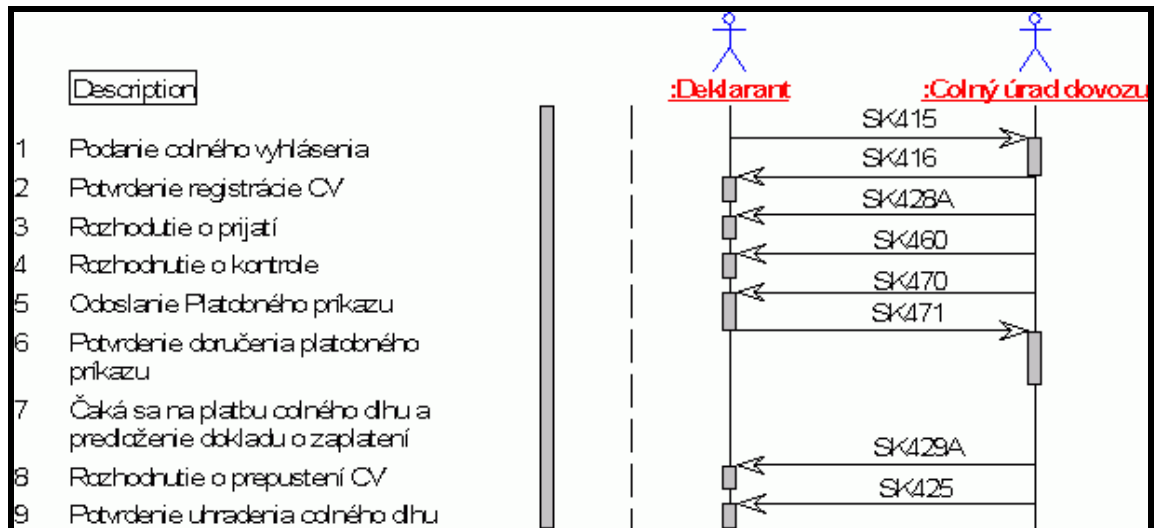 Description
:Deklarant
:Colný úrad dovozu
SK415
1 Podanie colného vyhlásenia
SK416
2 Potvrdenie registrácie CV
SK428A
3 Rozhodutie o prijatí
SK460
4 Rozhodnutie o kontrole
SK470
5 Odoslanie Platobného príkazu
SK471
6 Potvrdenie doručenia platobného
príkazu
7 Čaká sa na platbu colného dlhu a
predloženie dokladu o zaplatení
SK429A
8 Rozhodnutie o prepustení CV
SK425
9 Potvrdenie uhradenia colného dlhu